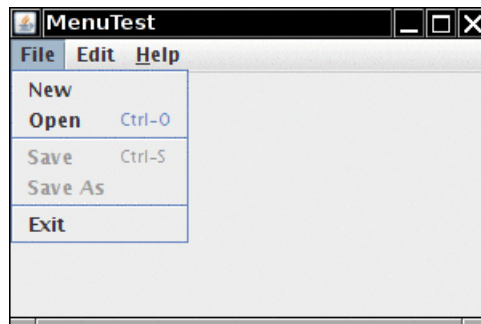 MenuTest
File Edit Help
New
Open Ctrl-O
Save Ctrl-S
Save As
Exit